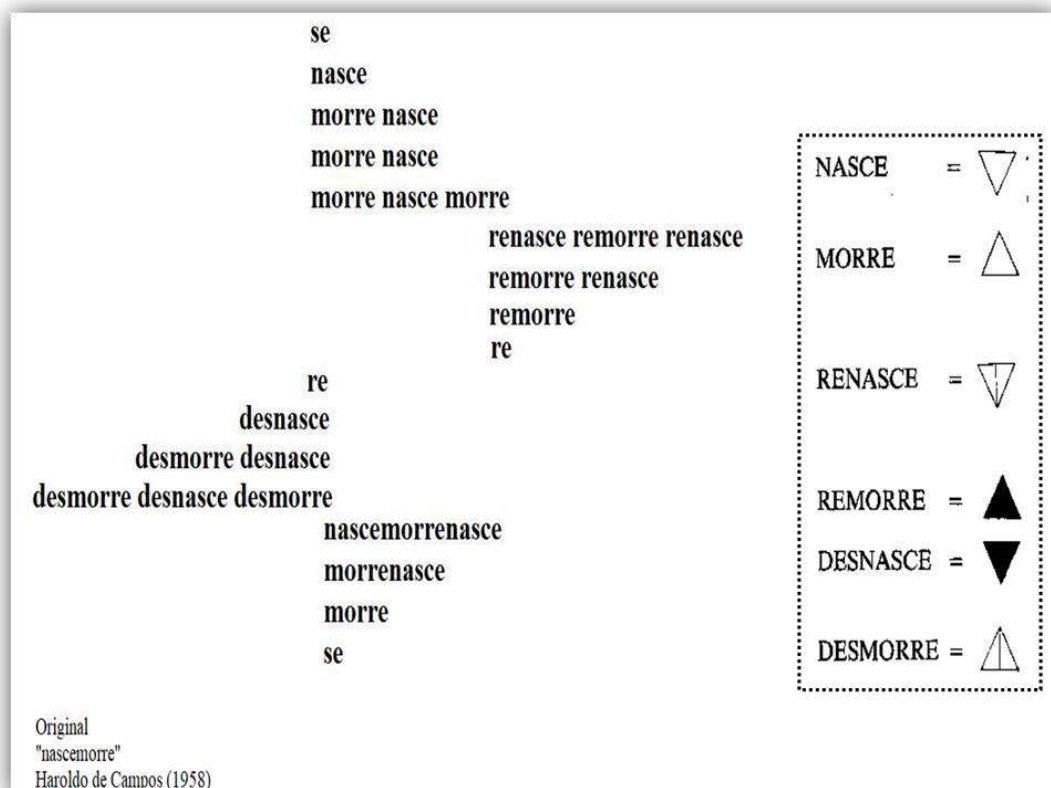 se
nasce
morre nasce
morre nasce
morre nasce morre
renasce remorre renasce
remorre renasce
remorre
re
re
desnasce
desmorre desnasce
desmorre desnasce desmorre
nascemorrenasce
morrenasce
morre
se
NASCE =
MORRE =
RENASCE =
REMORRE =
DESNASCE =
DESMORRE =
Original
"nascemorre"
Haroldo de Campos (1958)